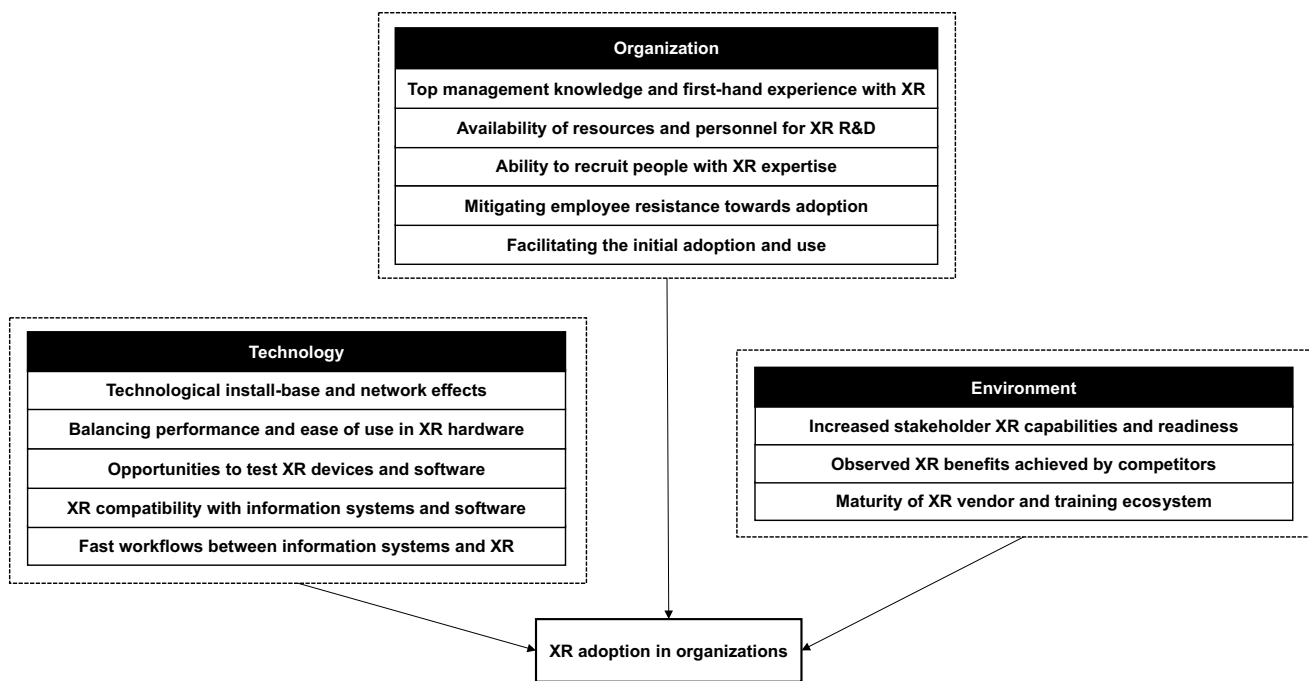 Organization
Top management knowledge and first-hand experience with XR
Availability of resources and personnel for XR R&D
Ability to recruit people with XR expertise
Mitigating employee resistance towards adoption
Facilitating the initial adoption and use
Technology
Technological install-base and network effects
Balancing performance and ease of use in XR hardware
Opportunities to test XR devices and software
XR compatibility with information systems and software
Fast workflows between information systems and XR
Environment
Increased stakeholder XR capabilities and readiness
Observed XR benefits achieved by competitors
Maturity of XR vendor and training ecosystem
XR adoption in organizations